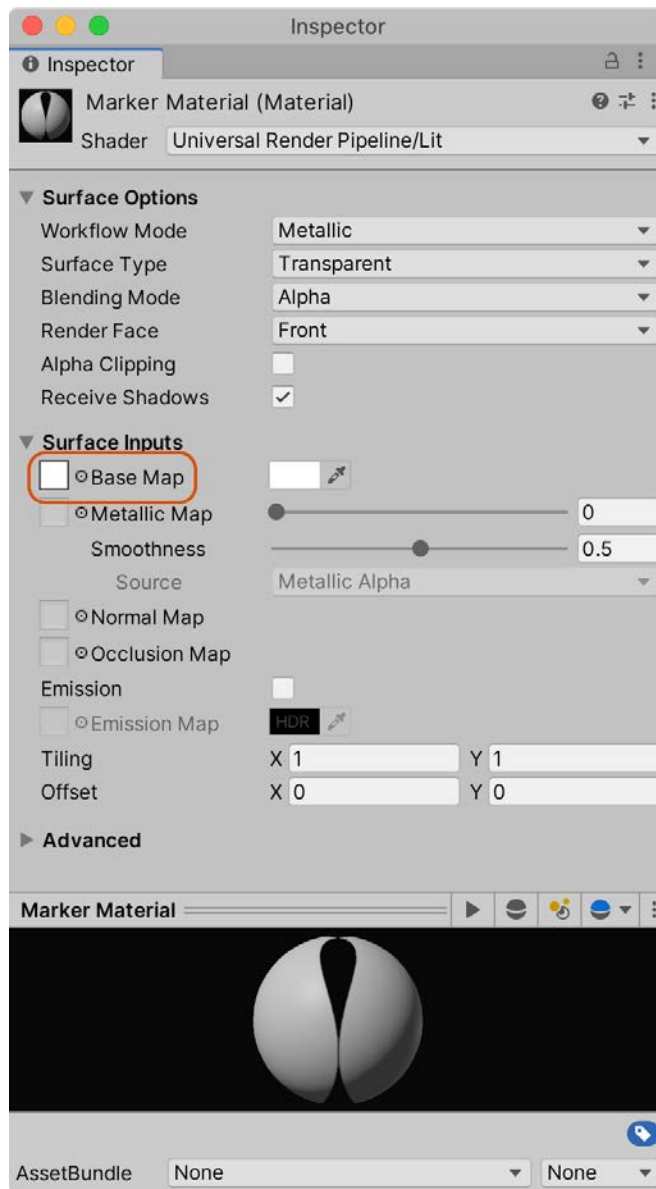 Inspector
Inspector
Marker Material (Material)
Shader Universal Render Pipeline/Lit
Surface Options
Workflow Mode Metallic
Surface Type Transparent
Blending Mode Alpha
Render Face Front
Alpha Clipping
Receive Shadows
Surface Inputs
Base Map
Metallic Map 0
Smoothness 0.5
Source Metallic Alpha
Normal Map
Occlusion Map
Emission
Emission Map HDR
Tiling X 1 Y 1
Offset X 0 Y 0
Advanced
Marker Material
AssetBundle None None